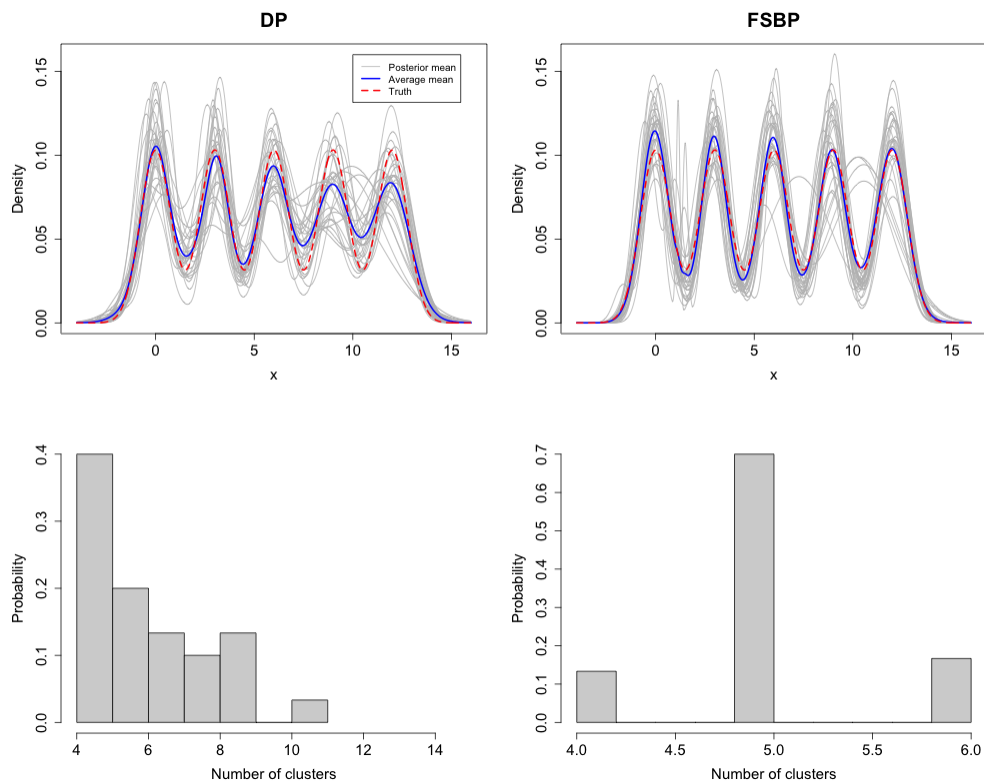 DP
FSBP
Density
0.00 0.05 0.10 0.15
Posterior mean
Average mean
Truth
0 5 10 15
x
Density
0.00 0.05 0.10 0.15
0 5 10 15
x
Probability
0.0 0.1 0.2 0.3 0.4
4 6 8 10 12 14
Number of clusters
Probability
0.0 0.1 0.2 0.3 0.4 0.5 0.6 0.7
4.0 4.5 5.0 5.5 6.0
Number of clusters